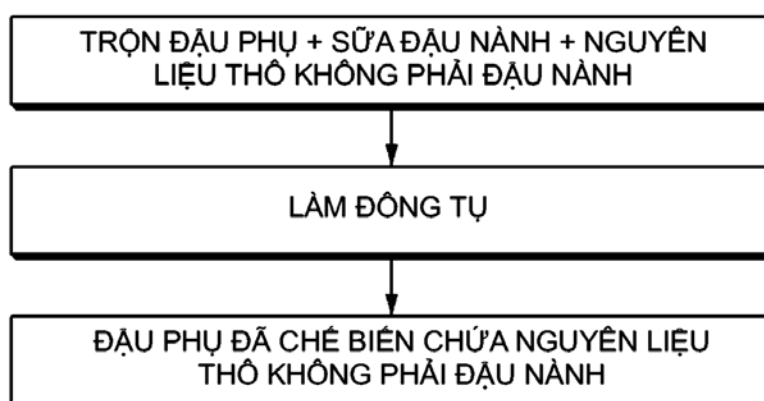 TRỘN ĐẬU PHỤ + SỮA ĐẬU NÀNH + NGUYÊN
LIỆU THÔ KHÔNG PHẢI ĐẬU NÀNH
LÀM ĐÔNG TỤ
ĐẬU PHỤ ĐÃ CHẾ BIẾN CHỨA NGUYÊN LIỆU
THÔ KHÔNG PHẢI ĐẬU NÀNH